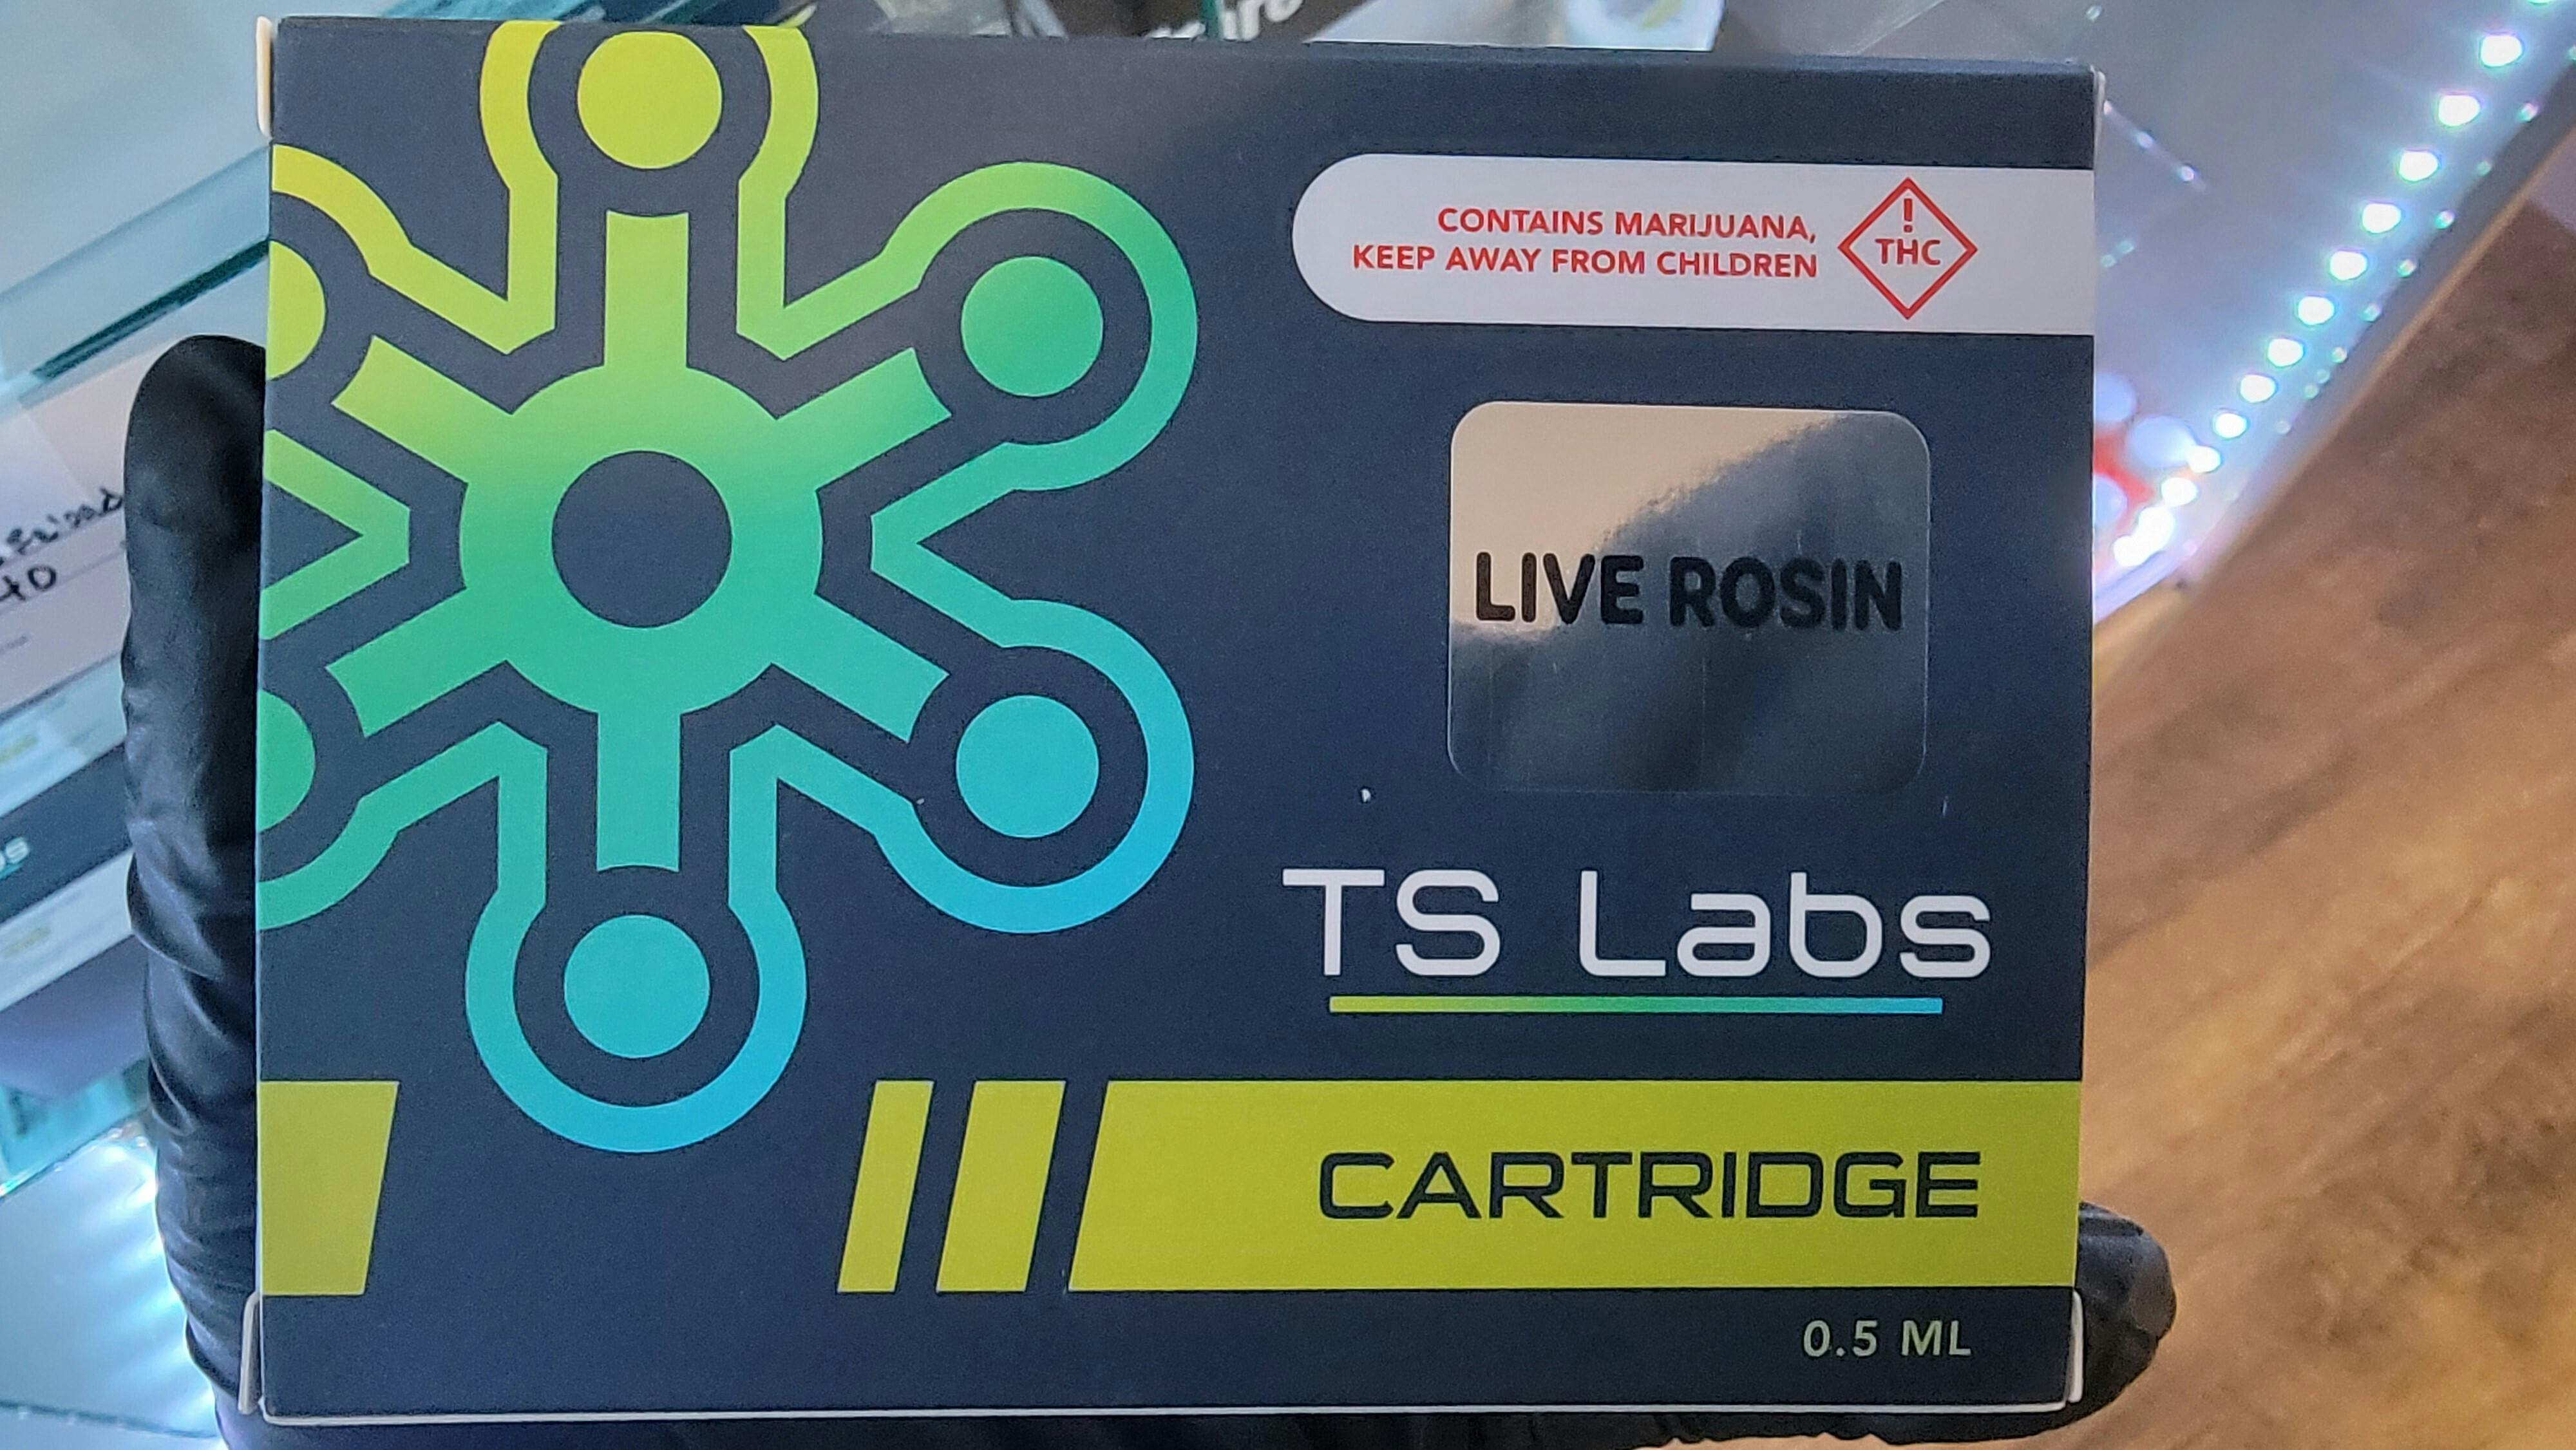 CONTAINS MARIJUANA,
KEEP AWAY FROM CHILDREN
!
THC
LIVE ROSIN
TS Labs
CARTRIDGE
0.5 ML